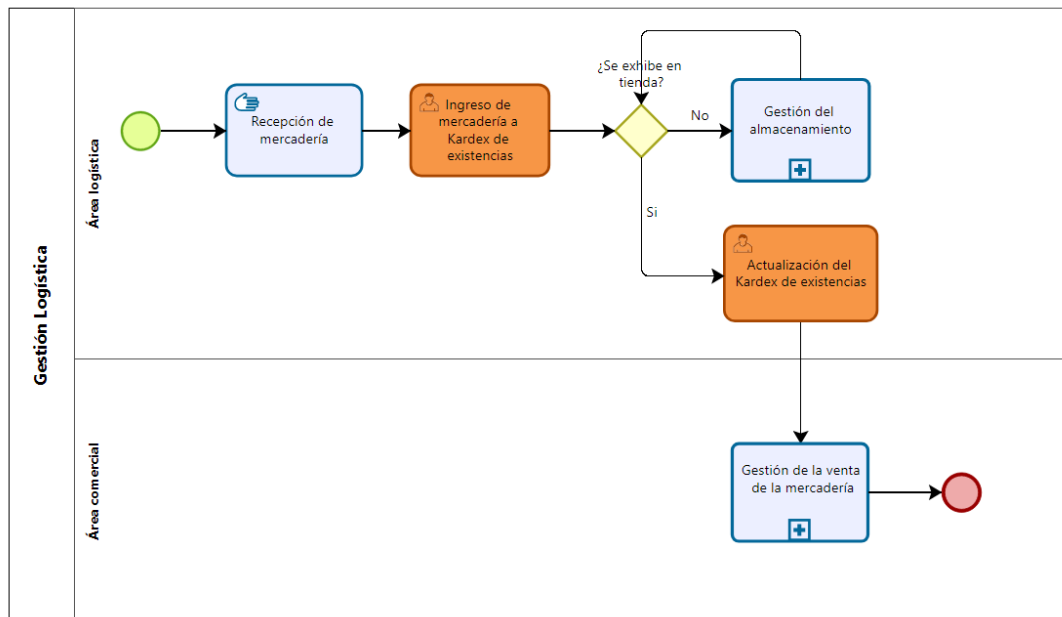 Gestión Logística
Área logística
Recepción de
mercadería
Ingreso de
mercadería a
Kardex de
existencias
¿Se exhibe en
tienda?
No
Gestión del
almacenamiento
Si
Actualización del
Kardex de existencias
Área comercial
Gestión de la venta
de la mercadería